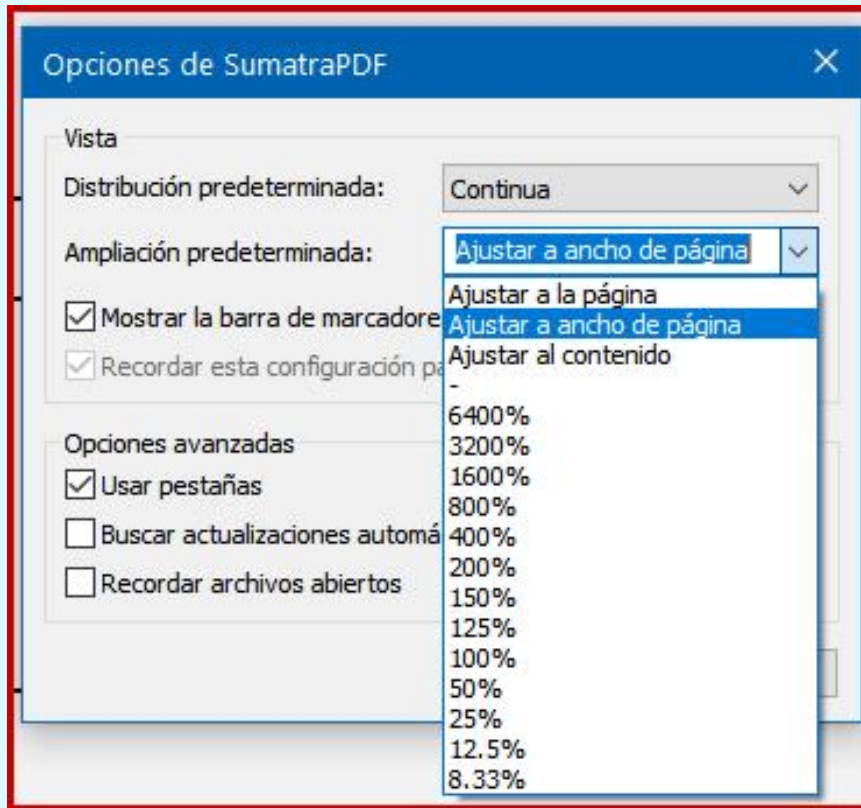 Opciones de SumatraPDF
Vista
Distribución predeterminada: Continua
Ampliación predeterminada: Ajustar a ancho de página
Ajustar a la página
Mostrar la barra de marcadore
Ajustar a ancho de página
Recordar esta configuración
Ajustar al contenido
-
6400%
Opciones avanzadas
3200%
Usar pestañas
1600%
800%
Buscar actualizaciones automá
400%
200%
Recordar archivos abiertos
150%
125%
100%
50%
25%
12.5%
8.33%